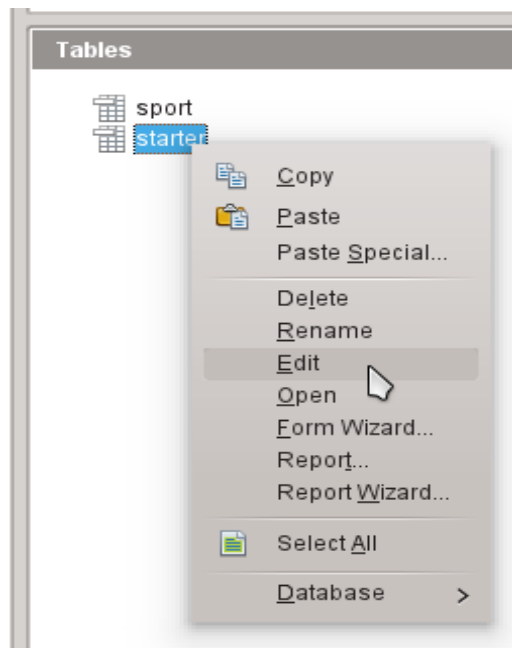 Tables
sport
starter
Copy
Paste
Paste Special...
Delete
Rename
Edit
Open
Form Wizard...
Report...
Report Wizard...
Select All
Database